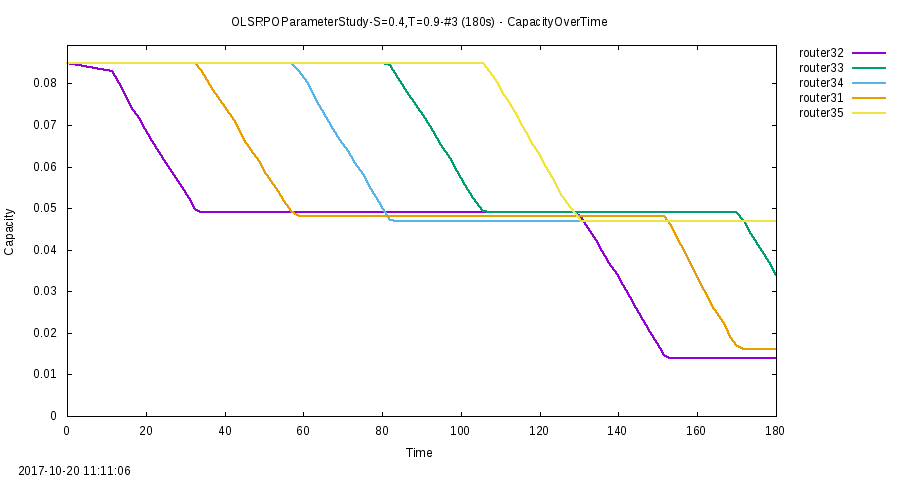 OLSRPOParameterStudy-S=0.4,T=0.9-#3 (180s) - CapacityOverTime
router32
router33
router34
router31
router35
Capacity
0.08
0.07
0.06
0.05
0.04
0.03
0.02
0.01
0
0 20 40 60 80 100 120 140 160 180
Time
2017-10-20 11:11:06